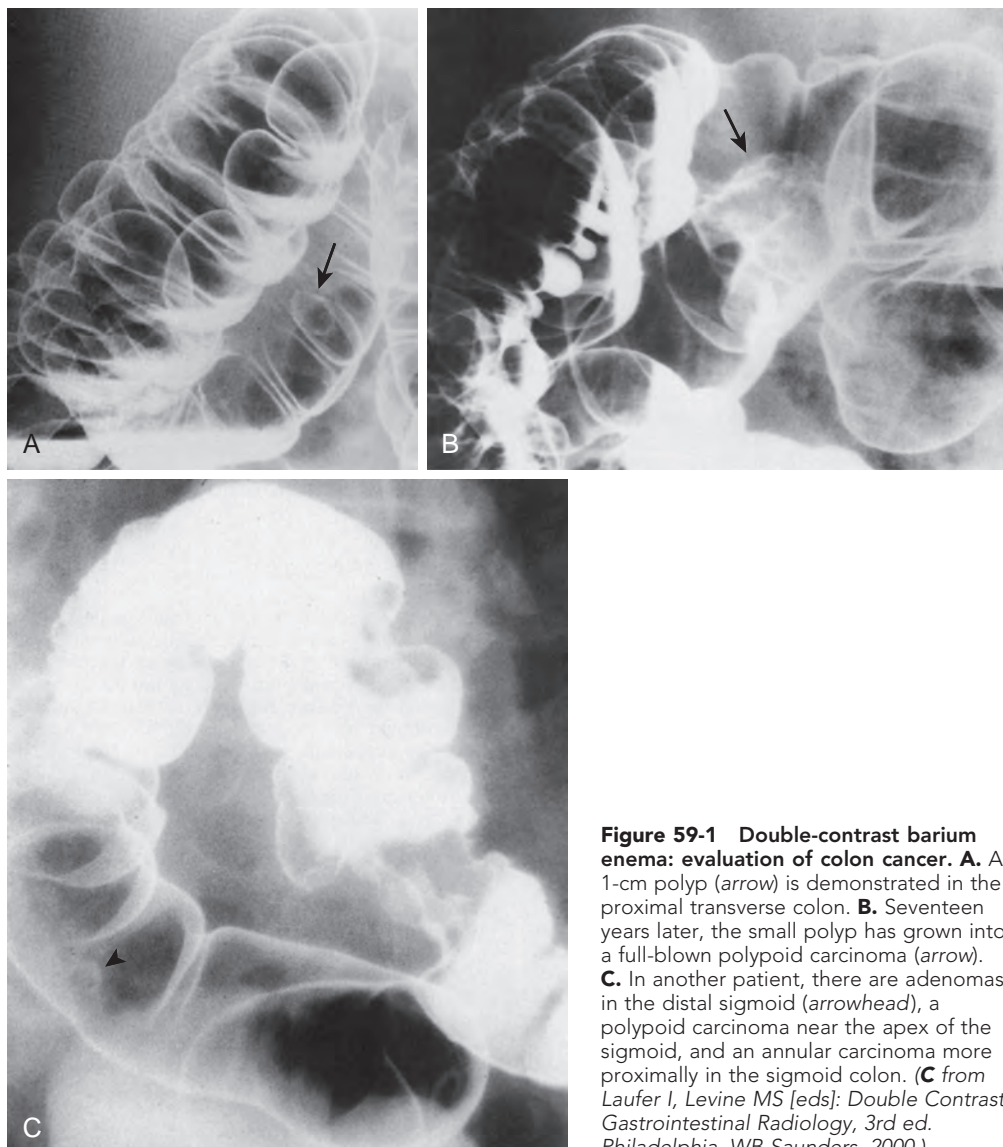 A
B
C
Figure 59-1 Double-contrast barium
enema: evaluation of colon cancer. A. A
1-cm polyp (arrow) is demonstrated in the
proximal transverse colon. B. Seventeen
years later, the small polyp has grown into
a full-blown polypoid carcinoma (arrow).
C. In another patient, there are adenomas
in the distal sigmoid (arrowhead), a
polypoid carcinoma near the apex of the
sigmoid, and an annular carcinoma more
proximally in the sigmoid colon. (C from
Laufer I, Levine MS [eds]: Double Contrast
Gastrointestinal Radiology, 3rd ed.
Philadelphia, WB Saunders, 2000.)